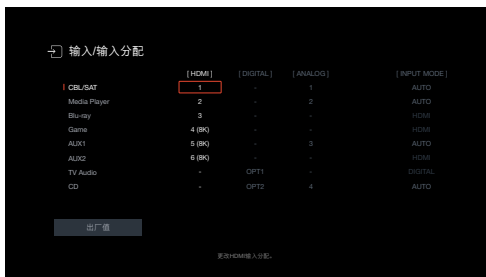 输入/输入分配
[ HDMI ] [ DIGITAL ] [ ANALOG ] [ INPUT MODE ]
CBL/SAT 1 - 1 AUTO
Media Player 2 - 2 AUTO
Blu-ray 3 - - HDMI
Game 4 (8K) - - HDMI
AUX1 5 (8K) - 3 AUTO
AUX2 6 (8K) - - HDMI
TV Audio - OPT1 - DIGITAL
CD - OPT2 4 AUTO
出厂值
更改HDMI输入分配。